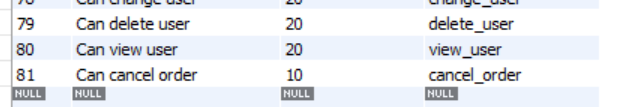 78 Can change user 20 change_user
79 Can delete user 20 delete_user
80 Can view user 20 view_user
81 Can cancel order 10 cancel_order
NULL NULL NULL NULL